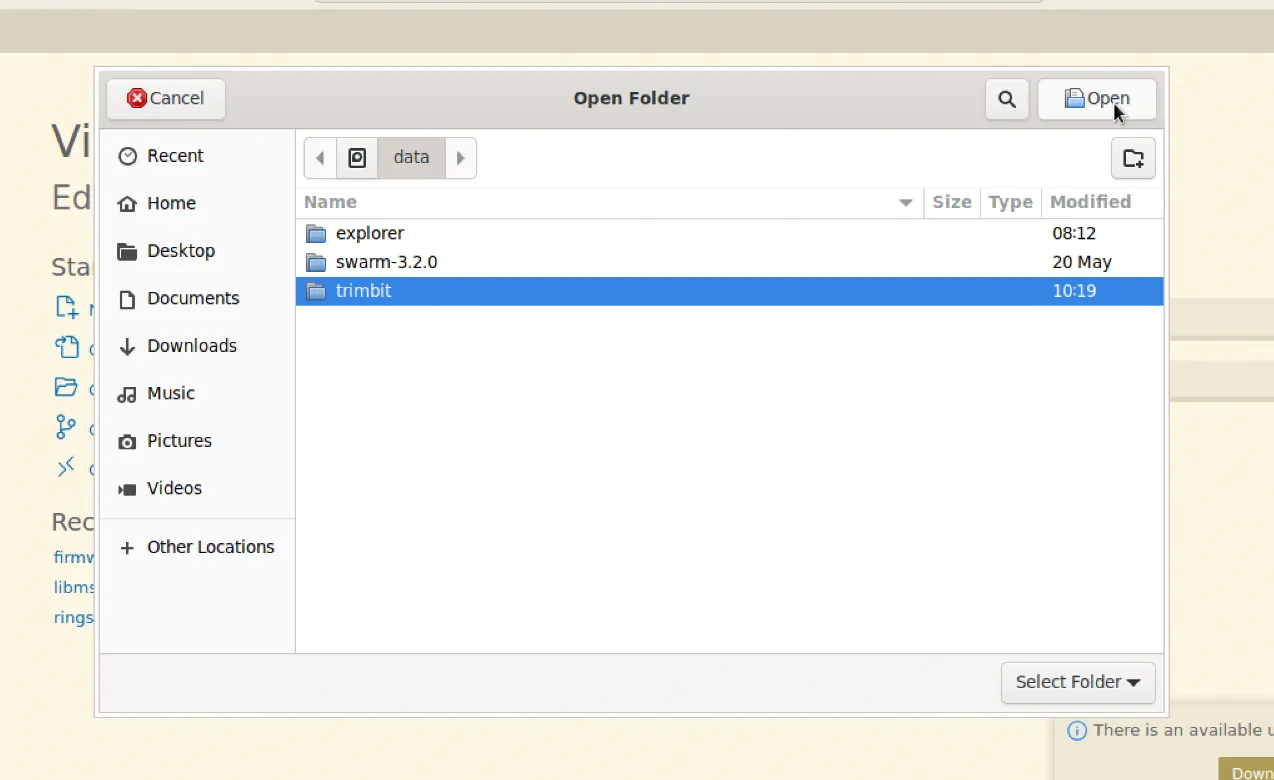 Vi
Cancel
Open Folder
Open
Ed
Recent
data
Home
Name
Size
Type
Modified
explorer
08:12
Desktop
swarm-3.2.0
20 May
Sta
trimbit
10:19
Documents
Downloads
Music
Pictures
Videos
Rec
Other Locations
firmw
libms
rings
Select Folder
There is an available u
Down